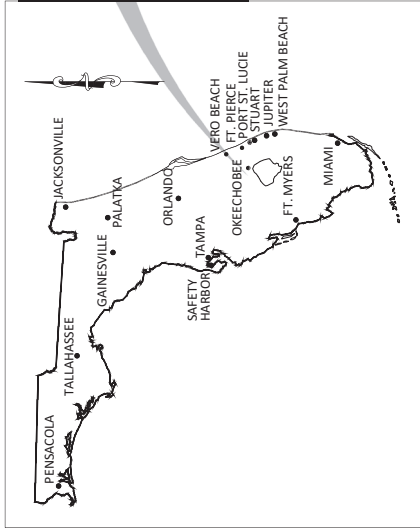 PENSACOLA
TALLAHASSEE
JACKSONVILLE
GAINESVILLE
PALATKA
ORLANDO
SAFETY
HARBOR
TAMPA
VERO BEACH
FT. PIERCE
PORT ST. LUCIE
STUART
JUPITER
WEST PALM BEACH
OKEECHOBEE
FT. MYERS
MIAMI